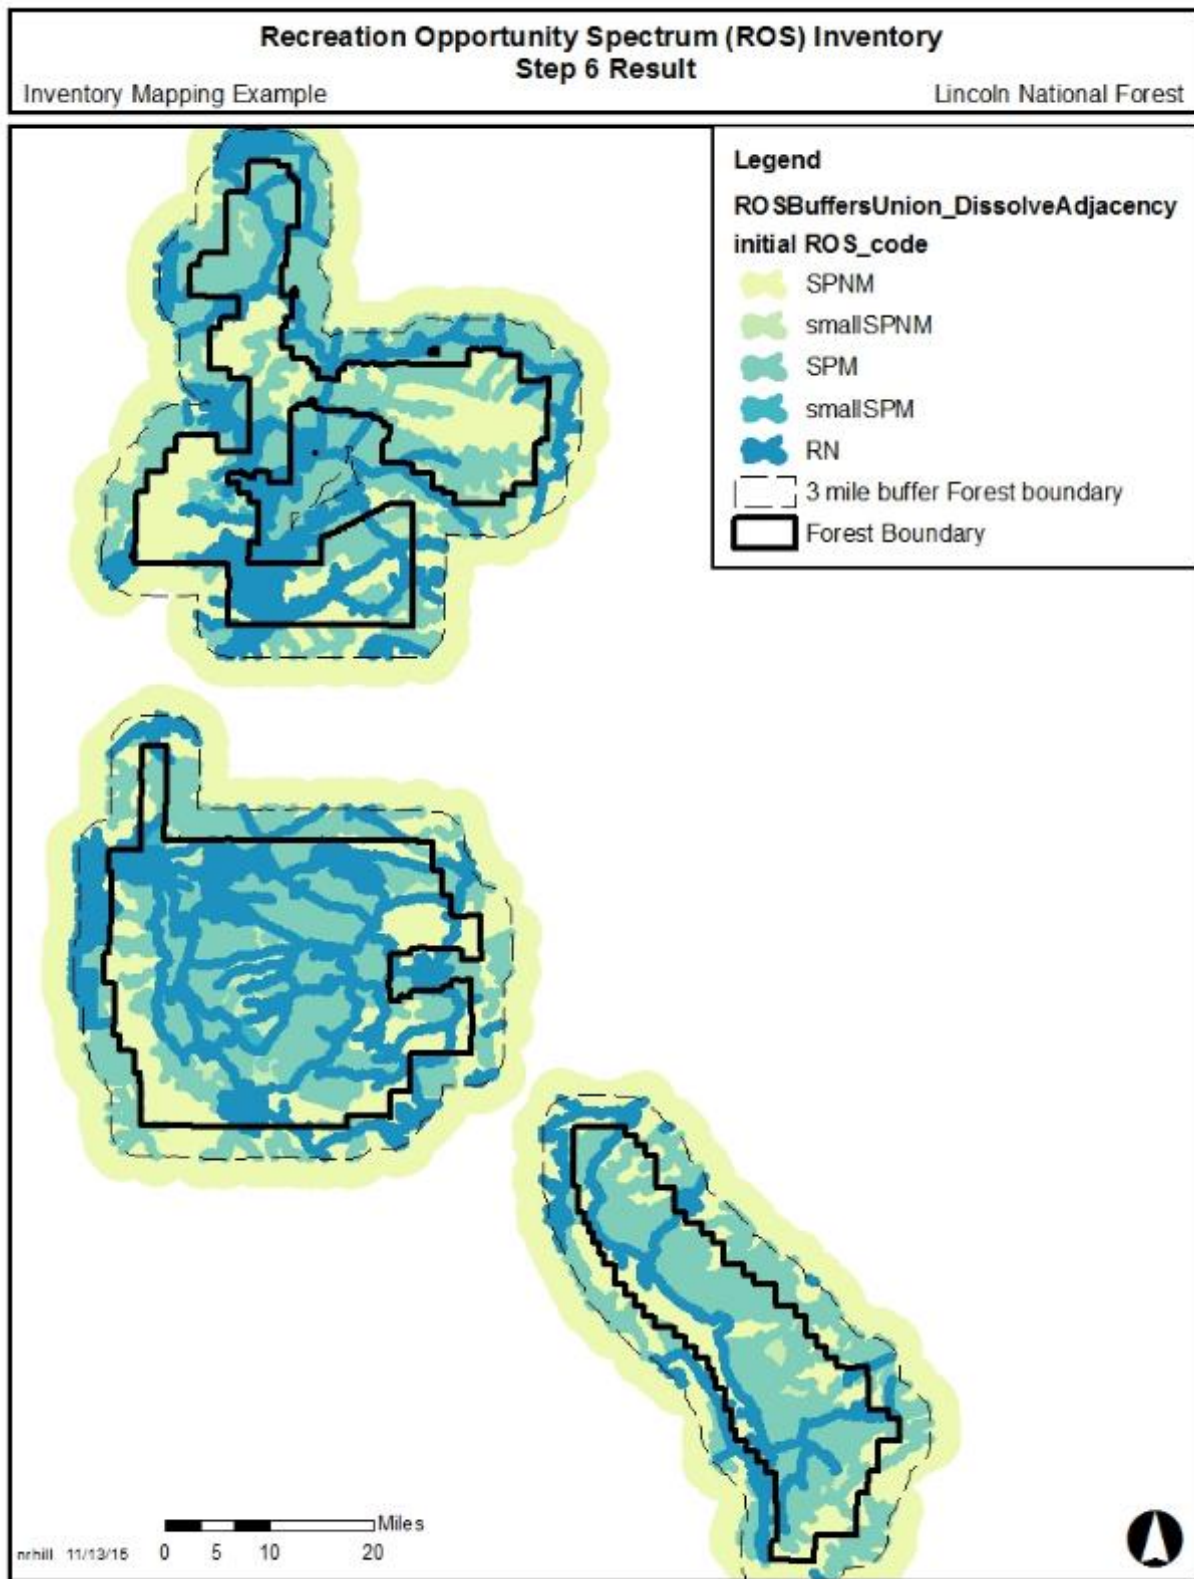 Recreation Opportunity Spectrum (ROS) Inventory
Step 6 Result
Inventory Mapping Example Lincoln National Forest
Legend
ROSBuffersUnion_DissolveAdjacency
initial ROS_code
SPNM
smallSPNM
SPM
smallSPM
RN
3 mile buffer Forest boundary
Forest Boundary
Miles
nrhill 11/13/15 0 5 10 20